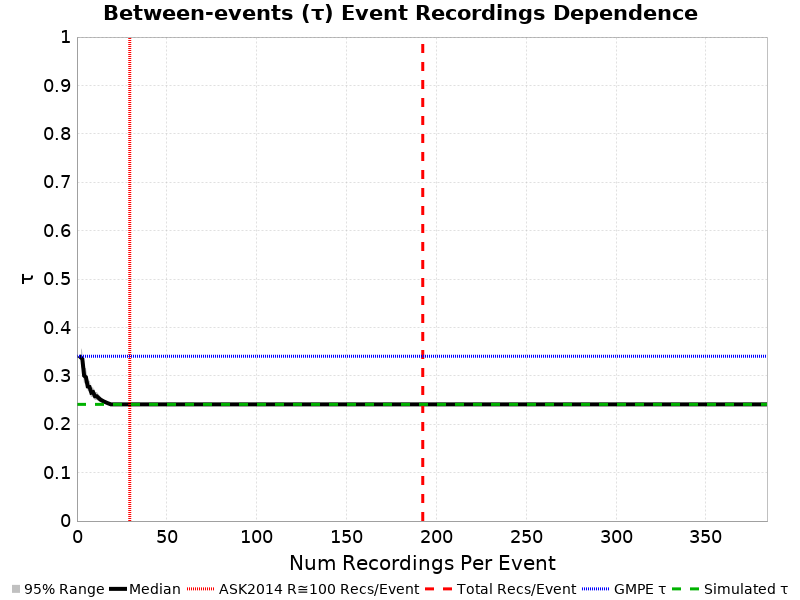 Between-events (τ) Event Recordings Dependence
1
0.9
0.8
0.7
0.6
0.5
0.4
0.3
0.2
0.1
0
τ
0 50 100 150 200 250 300 350
Num Recordings Per Event
95% Range Median ASK2014 R≅100 Recs/Event Total Recs/Event GMPE τ Simulated τ